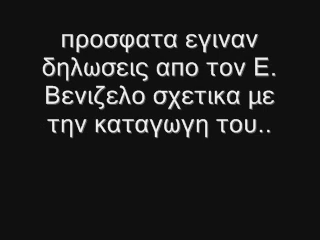 προσφατα εγιναν
δηλωσεις απο τον Ε.
Βενιζελο σχετικα με
την καταγωγη του..